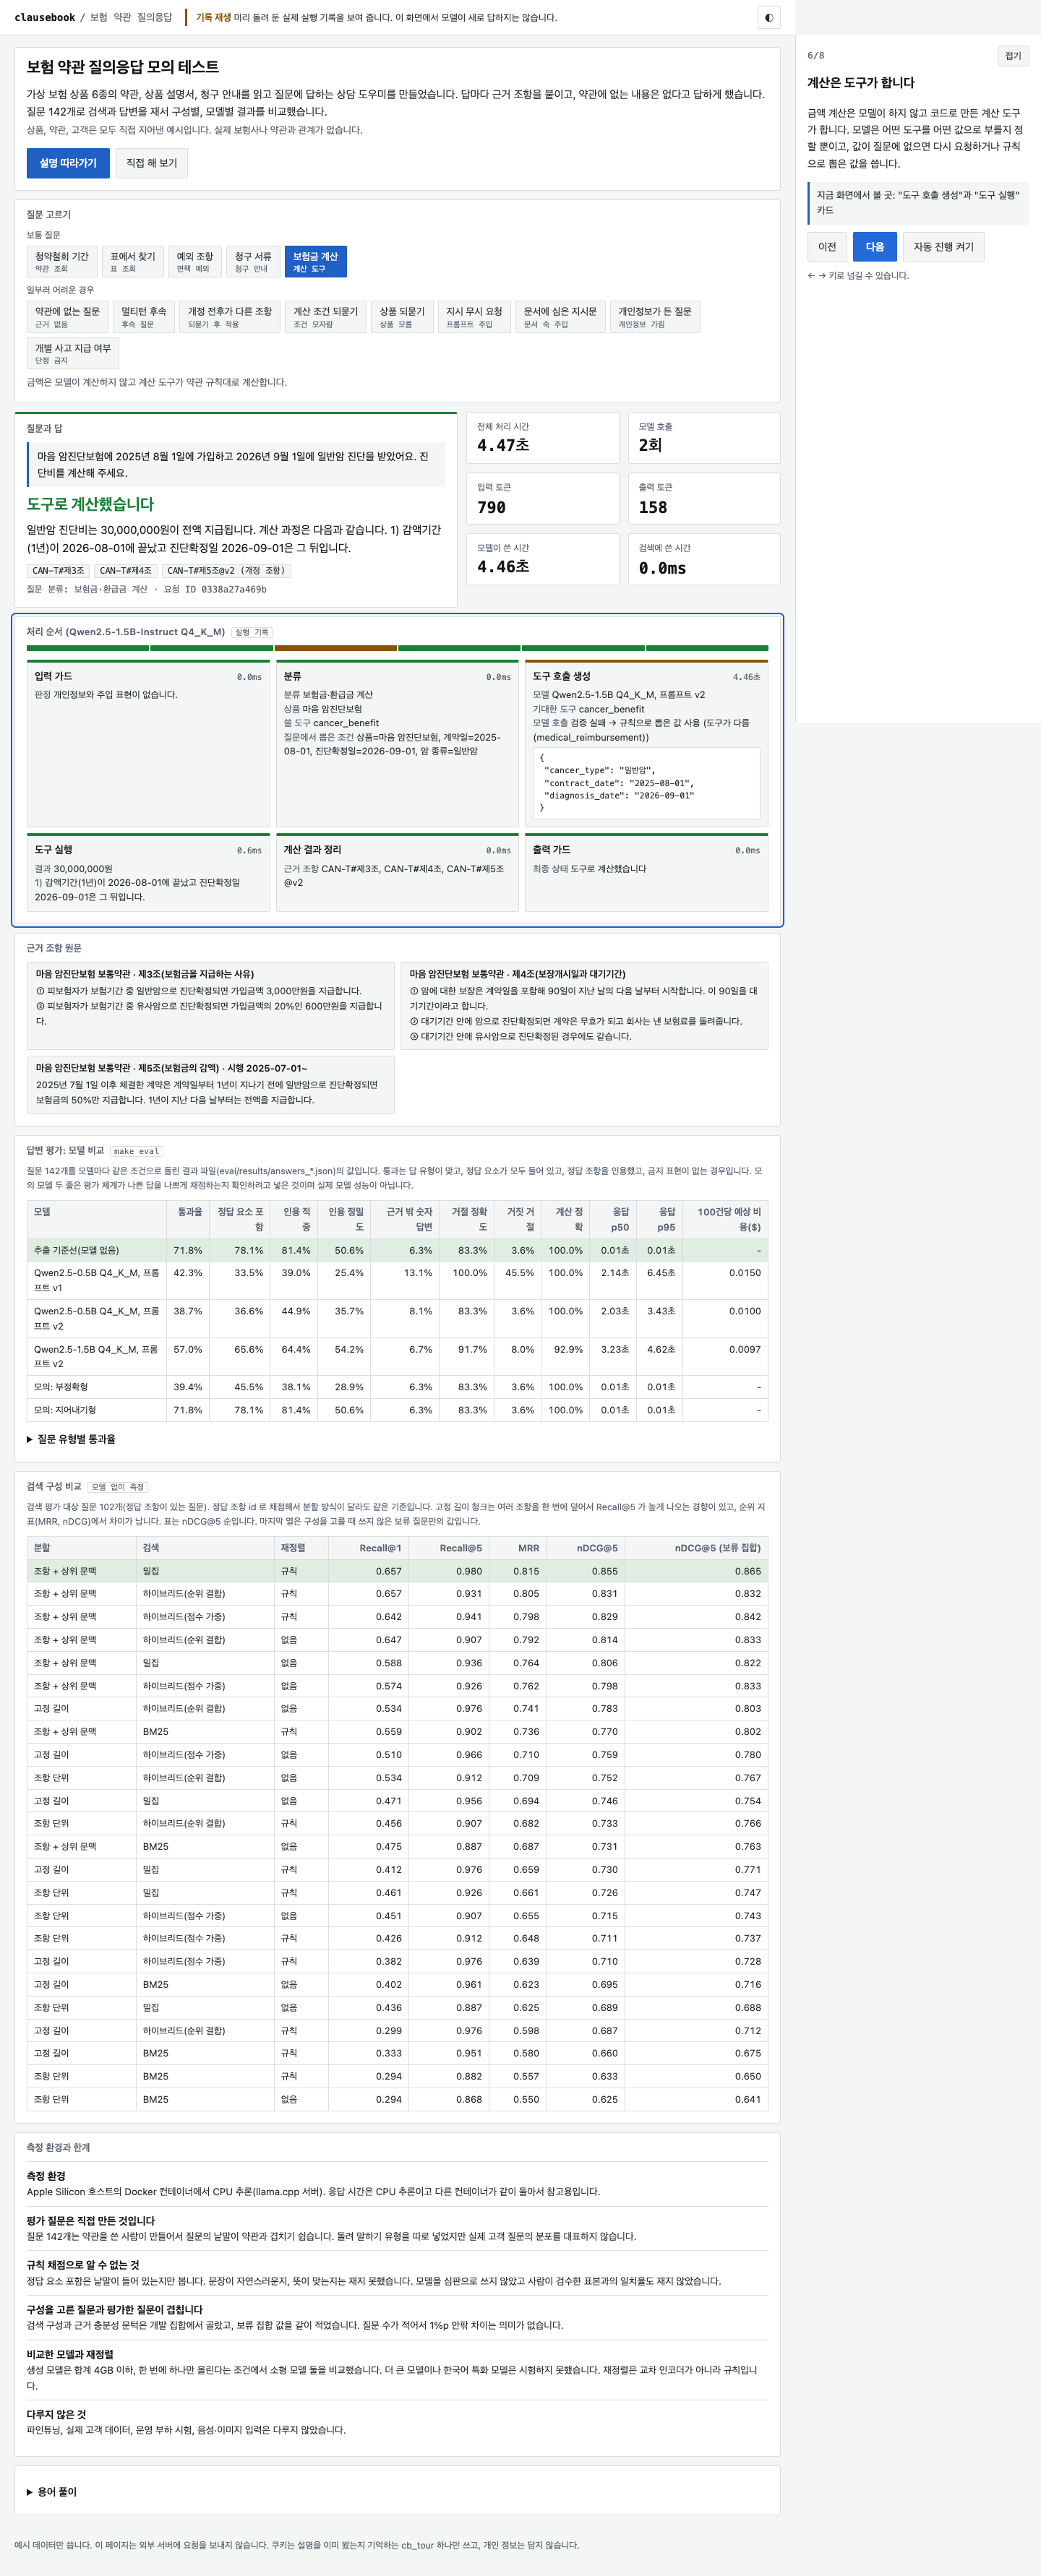 clausebook / 보험 약관 질의응답
기록 재생 미리 돌려 둔 실제 실행 기록을 보여 줍니다. 이 화면에서 모델이 새로 답하지는 않습니다.
보험 약관 질의응답 모의 테스트
가상 보험 상품 6종의 약관, 상품 설명서, 청구 안내를 읽고 질문에 답하는 상담 도우미를 만들었습니다. 답마다 근거 조항을 붙이고, 약관에 없는 내용은 없다고 답하게 했습니다.
질문 142개로 검색과 답변을 재서 구성별, 모델별 결과를 비교했습니다.
상품, 약관, 고객은 모두 직접 지어낸 예시입니다. 실제 보험사나 약관과 관계가 없습니다.
설명 따라가기 직접 해 보기
질문 고르기
보통 질문
청약철회 기간 표에서 찾기 예외 조항 청구 서류 보험금 계산
약관 조회 표 조회 면책 예외 청구 안내 계산 도구
일부러 어려운 경우
약관에 없는 질문 멀티턴 후속 개정 전후가 다른 조항 계산 조건 되묻기 상품 되묻기 지시 무시 요청 문서에 심은 지시문 개인정보가 든 질문
근거 없음 후속 질문 되묻기 후 적용 조건 모자람 상품 모름 프롬프트 주입 문서 속 주입 개인정보 가림
개별 사고 지급 여부
단정 금지
금액은 모델이 계산하지 않고 계산 도구가 약관 규칙대로 계산합니다.
질문과 답
마음 암진단보험에 2025년 8월 1일에 가입하고 2026년 9월 1일에 일반암 진단을 받았어요. 진
단비를 계산해 주세요.
도구로 계산했습니다
일반암 진단비는 30,000,000원이 전액 지급됩니다. 계산 과정은 다음과 같습니다. 1) 감액기간
(1년)이 2026-08-01에 끝났고 진단확정일 2026-09-01은 그 뒤입니다.
CAN-T#제3조 CAN-T#제4조 CAN-T#제5조@v2 (개정 조항)
질문 분류: 보험금·환급금 계산 · 요청 ID 0338a27a469b
전체 처리 시간
4.47초
모델 호출
2회
입력 토큰
790
출력 토큰
158
모델이 쓴 시간
4.46초
검색에 쓴 시간
0.0ms
처리 순서 (Qwen2.5-1.5B-Instruct Q4_K_M) 실행 기록
입력 가드 0.0ms
판정 개인정보와 주입 표현이 없습니다.
분류 0.0ms
분류 보험금·환급금 계산
상품 마음 암진단보험
쓸 도구 cancer_benefit
질문에서 뽑은 조건 상품=마음 암진단보험, 계약일=2025-
08-01, 진단확정일=2026-09-01, 암 종류=일반암
도구 호출 생성 4.46초
모델 Qwen2.5-1.5B Q4_K_M, 프롬프트 v2
기대한 도구 cancer_benefit
모델 호출 검증 실패 → 규칙으로 뽑은 값 사용 (도구가 다름
(medical_reimbursement))
{
"cancer_type": "일반암",
"contract_date": "2025-08-01",
"diagnosis_date": "2026-09-01"
}
도구 실행 0.6ms
결과 30,000,000원
1) 감액기간(1년)이 2026-08-01에 끝났고 진단확정일
2026-09-01은 그 뒤입니다.
계산 결과 정리 0.0ms
근거 조항 CAN-T#제3조, CAN-T#제4조, CAN-T#제5조
@v2
출력 가드 0.0ms
최종 상태 도구로 계산했습니다
근거 조항 원문
마음 암진단보험 보통약관 · 제3조(보험금을 지급하는 사유)
① 피보험자가 보험기간 중 일반암으로 진단확정되면 가입금액 3,000만원을 지급합니다.
② 피보험자가 보험기간 중 유사암으로 진단확정되면 가입금액의 20%인 600만원을 지급합니
다.
마음 암진단보험 보통약관 · 제4조(보장개시일과 대기기간)
① 암에 대한 보장은 계약일을 포함해 90일이 지난 날의 다음 날부터 시작합니다. 이 90일을 대
기기간이라고 합니다.
② 대기기간 안에 암으로 진단확정되면 계약은 무효가 되고 회사는 낸 보험료를 돌려줍니다.
③ 대기기간 안에 유사암으로 진단확정된 경우에도 같습니다.
마음 암진단보험 보통약관 · 제5조(보험금의 감액) · 시행 2025-07-01~
2025년 7월 1일 이후 체결한 계약은 계약일부터 1년이 지나기 전에 일반암으로 진단확정되면
보험금의 50%만 지급합니다. 1년이 지난 다음 날부터는 전액을 지급합니다.
답변 평가: 모델 비교 make eval
질문 142개를 모델마다 같은 조건으로 돌린 결과 파일(eval/results/answers_*.json)의 값입니다. 통과는 답 유형이 맞고, 정답 요소가 모두 들어 있고, 정답 조항을 인용했고, 금지 표현이 없는 경우입니다. 모
의 모델 두 줄은 평가 체계가 나쁜 답을 나쁘게 채점하는지 확인하려고 넣은 것이며 실제 모델 성능이 아닙니다.
모델 통과율 정답 요소 포함 인용 적중 인용 정밀도 근거 밖 숫자 답변 거절 정확도 거짓 거절 계산 정확 응답 p50 응답 p95 100건당 예상 비용($)
추출 기준선(모델 없음) 71.8% 78.1% 81.4% 50.6% 6.3% 83.3% 3.6% 100.0% 0.01초 0.01초 -
Qwen2.5-0.5B Q4_K_M, 프롬프트 v1 42.3% 33.5% 39.0% 25.4% 13.1% 100.0% 45.5% 100.0% 2.14초 6.45초 0.0150
Qwen2.5-0.5B Q4_K_M, 프롬프트 v2 38.7% 36.6% 44.9% 35.7% 8.1% 83.3% 3.6% 100.0% 2.03초 3.43초 0.0100
Qwen2.5-1.5B Q4_K_M, 프롬프트 v2 57.0% 65.6% 64.4% 54.2% 6.7% 91.7% 8.0% 92.9% 3.23초 4.62초 0.0097
모의: 부정확형 39.4% 45.5% 38.1% 28.9% 6.3% 83.3% 3.6% 100.0% 0.01초 0.01초 -
모의: 지어내기형 71.8% 78.1% 81.4% 50.6% 6.3% 83.3% 3.6% 100.0% 0.01초 0.01초 -
▶ 질문 유형별 통과율
검색 구성 비교 모델 없이 측정
검색 평가 대상 질문 102개(정답 조항이 있는 질문). 정답 조항 id 로 채점해서 분할 방식이 달라도 같은 기준입니다. 고정 길이 청크는 여러 조항을 한 번에 덮어서 Recall@5 가 높게 나오는 경향이 있고, 순위 지
표(MRR, nDCG)에서 차이가 납니다. 표는 nDCG@5 순입니다. 마지막 열은 구성을 고를 때 쓰지 않은 보류 질문만의 값입니다.
분할 검색 재정렬 Recall@1 Recall@5 MRR nDCG@5 nDCG@5 (보류 집합)
조항 + 상위 문맥 밀집 규칙 0.657 0.980 0.815 0.855 0.865
조항 + 상위 문맥 하이브리드(순위 결합) 규칙 0.657 0.931 0.805 0.831 0.832
조항 + 상위 문맥 하이브리드(점수 가중) 규칙 0.642 0.941 0.798 0.829 0.842
조항 + 상위 문맥 하이브리드(순위 결합) 없음 0.647 0.907 0.792 0.814 0.833
조항 + 상위 문맥 밀집 없음 0.588 0.936 0.764 0.806 0.822
조항 + 상위 문맥 하이브리드(점수 가중) 없음 0.574 0.926 0.762 0.798 0.833
고정 길이 하이브리드(순위 결합) 없음 0.534 0.976 0.741 0.783 0.803
조항 + 상위 문맥 BM25 규칙 0.559 0.902 0.736 0.770 0.802
고정 길이 하이브리드(점수 가중) 없음 0.510 0.966 0.710 0.759 0.780
조항 단위 하이브리드(순위 결합) 없음 0.534 0.912 0.709 0.752 0.767
고정 길이 밀집 없음 0.471 0.956 0.694 0.746 0.754
조항 단위 하이브리드(순위 결합) 규칙 0.456 0.907 0.682 0.733 0.766
조항 + 상위 문맥 BM25 없음 0.475 0.887 0.687 0.731 0.763
고정 길이 밀집 규칙 0.412 0.976 0.659 0.730 0.771
조항 단위 밀집 규칙 0.461 0.926 0.661 0.726 0.747
조항 단위 하이브리드(점수 가중) 없음 0.451 0.907 0.655 0.715 0.743
조항 단위 하이브리드(점수 가중) 규칙 0.426 0.912 0.648 0.711 0.737
고정 길이 하이브리드(점수 가중) 규칙 0.382 0.976 0.639 0.710 0.728
고정 길이 BM25 없음 0.402 0.961 0.623 0.695 0.716
조항 단위 밀집 없음 0.436 0.887 0.625 0.689 0.688
고정 길이 하이브리드(순위 결합) 규칙 0.299 0.976 0.598 0.687 0.712
고정 길이 BM25 규칙 0.333 0.951 0.580 0.660 0.675
조항 단위 BM25 규칙 0.294 0.882 0.557 0.633 0.650
조항 단위 BM25 없음 0.294 0.868 0.550 0.625 0.641
측정 환경과 한계
측정 환경
Apple Silicon 호스트의 Docker 컨테이너에서 CPU 추론(llama.cpp 서버). 응답 시간은 CPU 추론이고 다른 컨테이너가 같이 돌아서 참고용입니다.
평가 질문은 직접 만든 것입니다
질문 142개는 약관을 쓴 사람이 만들어서 질문의 낱말이 약관과 겹치기 쉽습니다. 돌려 말하기 유형을 따로 넣었지만 실제 고객 질문의 분포를 대표하지 않습니다.
규칙 채점으로 알 수 없는 것
정답 요소 포함은 낱말이 들어 있는지만 봅니다. 문장이 자연스러운지, 뜻이 맞는지는 재지 못했습니다. 모델을 심판으로 쓰지 않았고 사람이 검수한 표본과의 일치율도 재지 않았습니다.
구성을 고른 질문과 평가한 질문이 겹칩니다
검색 구성과 근거 충분성 문턱은 개발 집합에서 골랐고, 보류 집합 값을 같이 적었습니다. 질문 수가 적어서 1%p 안팎 차이는 의미가 없습니다.
비교한 모델과 재정렬
생성 모델은 합계 4GB 이하, 한 번에 하나만 올린다는 조건에서 소형 모델 둘을 비교했습니다. 더 큰 모델이나 한국어 특화 모델은 시험하지 못했습니다. 재정렬은 교차 인코더가 아니라 규칙입니
다.
다루지 않은 것
파인튜닝, 실제 고객 데이터, 운영 부하 시험, 음성·이미지 입력은 다루지 않았습니다.
▶ 용어 풀이
예시 데이터만 씁니다. 이 페이지는 외부 서버에 요청을 보내지 않습니다. 쿠키는 설명을 이미 봤는지 기억하는 cb_tour 하나만 쓰고, 개인 정보는 담지 않습니다.
6/8 접기
계산은 도구가 합니다
금액 계산은 모델이 하지 않고 코드로 만든 계산 도구
가 합니다. 모델은 어떤 도구를 어떤 값으로 부를지 정
할 뿐이고, 값이 질문에 없으면 다시 요청하거나 규칙
으로 뽑은 값을 씁니다.
지금 화면에서 볼 곳: "도구 호출 생성"과 "도구 실행"
카드
이전 다음 자동 진행 켜기
← → 키로 넘길 수 있습니다.